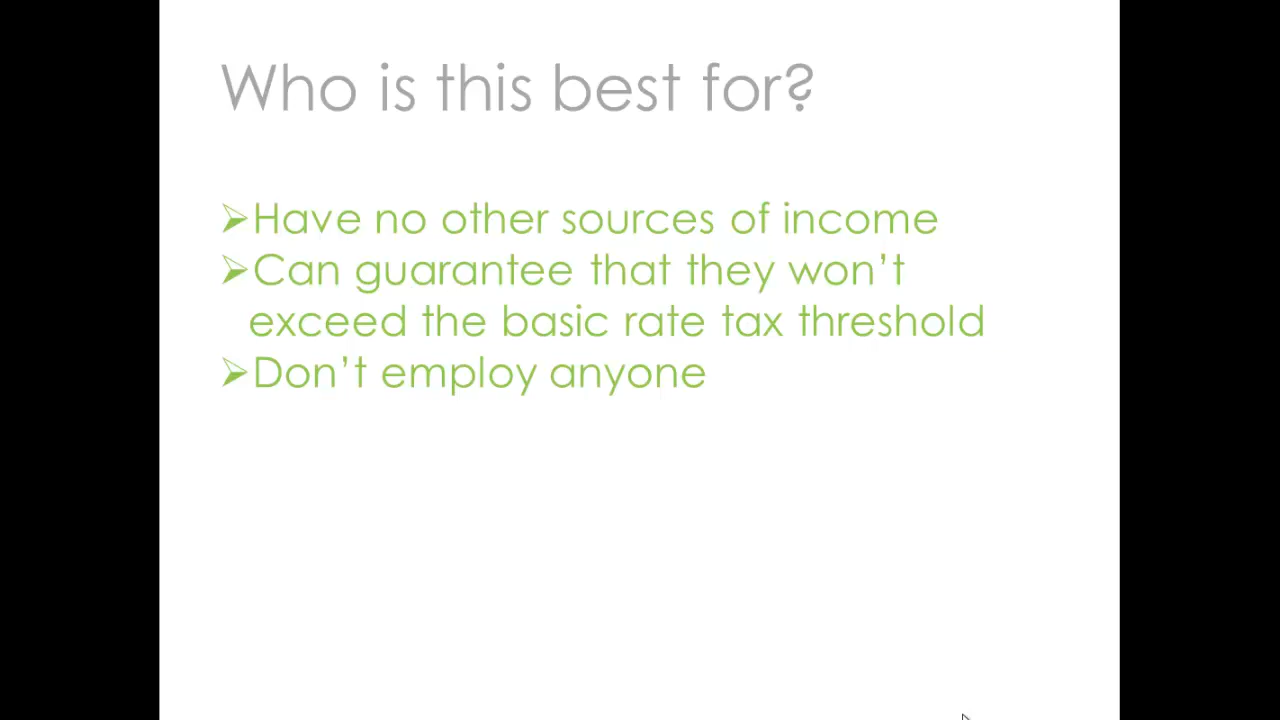 Who is this best for?
➢Have no other sources of income
➢Can guarantee that they won’t
exceed the basic rate tax threshold
➢Don’t employ anyone